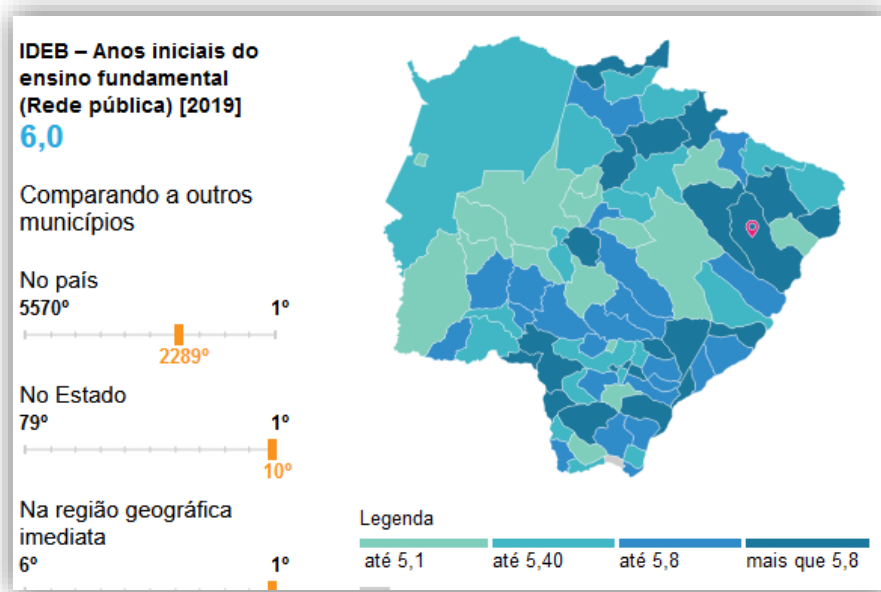 IDEB – Anos iniciais do
ensino fundamental
(Rede pública) [2019]
6,0
Comparando a outros
municípios
No país
5570º 1º
2289º
No Estado
79º 1º
10º
Na região geográfica
imediata
6º 1º
Legenda
até 5,1 até 5,40 até 5,8 mais que 5,8